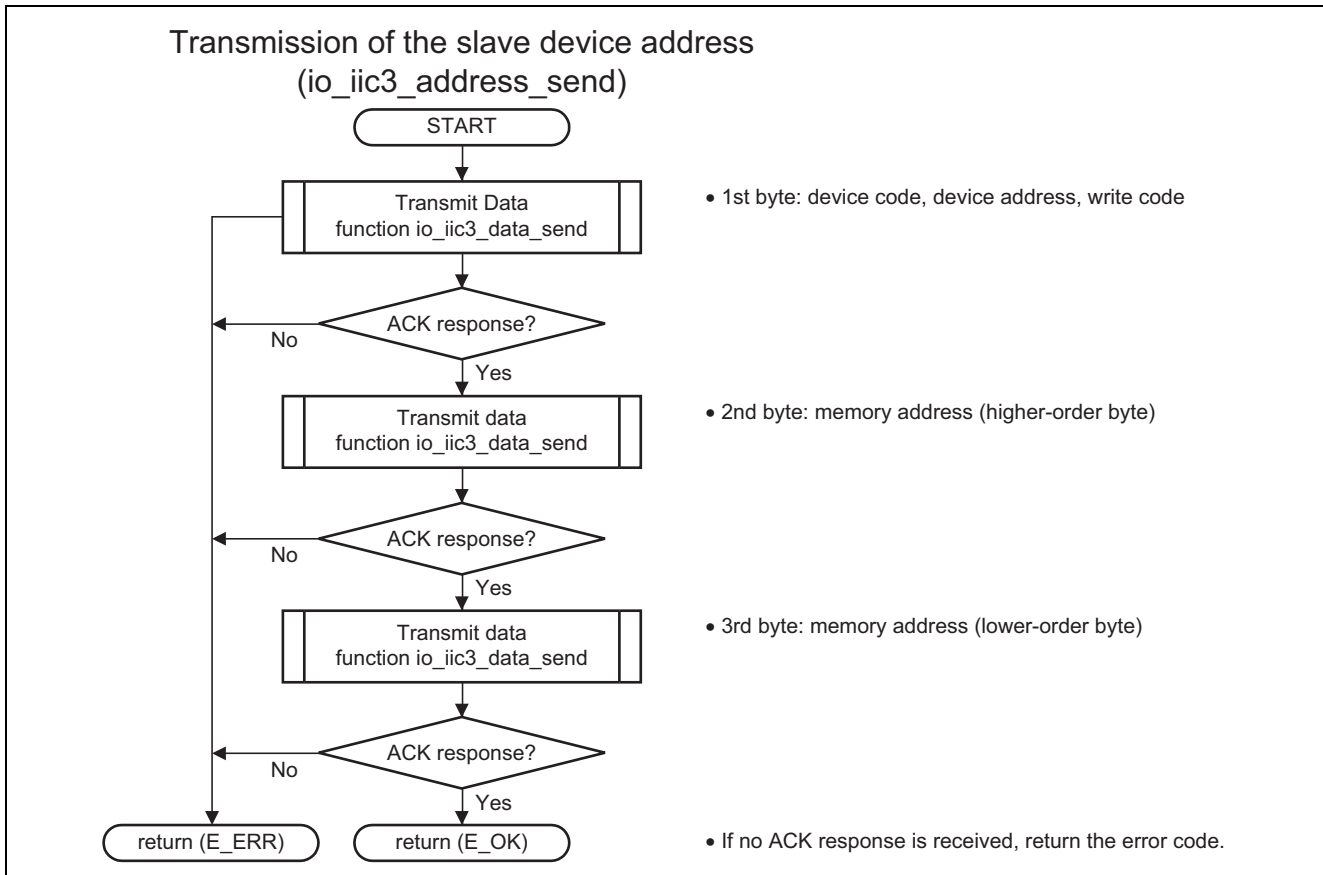 Transmission of the slave device address
(io_iic3_address_send)
START
Transmit Data
function io_iic3_data_send
• 1st byte: device code, device address, write code
ACK response?
No
Yes
Transmit data
function io_iic3_data_send
• 2nd byte: memory address (higher-order byte)
ACK response?
No
Yes
Transmit data
function io_iic3_data_send
• 3rd byte: memory address (lower-order byte)
ACK response?
No
Yes
return (E_ERR)
return (E_OK)
• If no ACK response is received, return the error code.